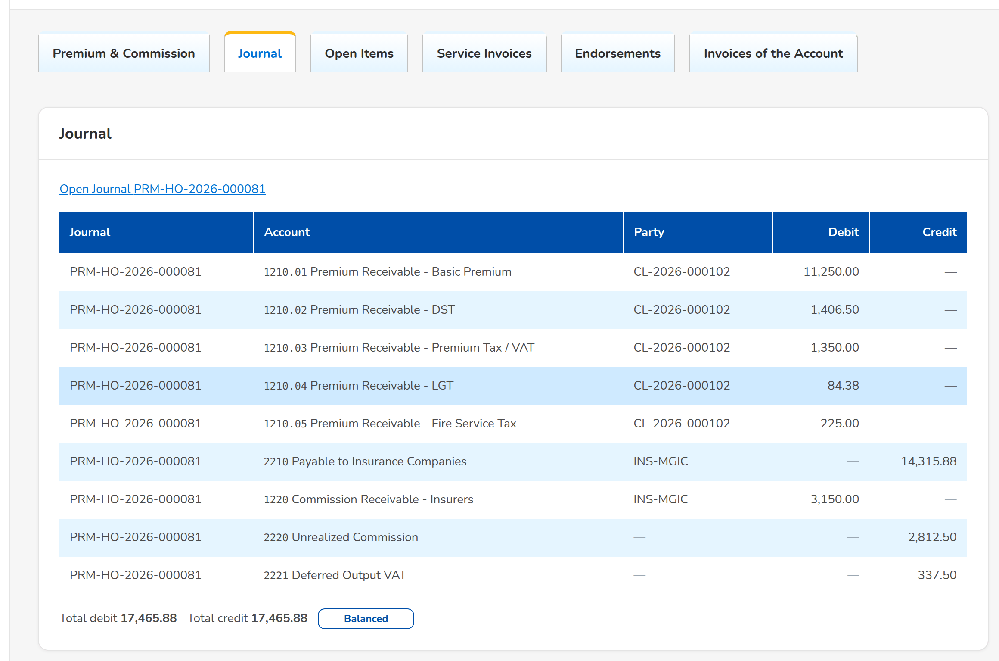 Premium & Commission Journal Open Items Service Invoices Endorsements Invoices of the Account
Journal
Open Journal PRM-HO-2026-000081
Journal Account Party Debit Credit
PRM-HO-2026-000081 1210.01 Premium Receivable - Basic Premium CL-2026-000102 11,250.00 —
PRM-HO-2026-000081 1210.02 Premium Receivable - DST CL-2026-000102 1,406.50 —
PRM-HO-2026-000081 1210.03 Premium Receivable - Premium Tax / VAT CL-2026-000102 1,350.00 —
PRM-HO-2026-000081 1210.04 Premium Receivable - LGT CL-2026-000102 84.38 —
PRM-HO-2026-000081 1210.05 Premium Receivable - Fire Service Tax CL-2026-000102 225.00 —
PRM-HO-2026-000081 2210 Payable to Insurance Companies INS-MGIC — 14,315.88
PRM-HO-2026-000081 1220 Commission Receivable - Insurers INS-MGIC 3,150.00 —
PRM-HO-2026-000081 2220 Unrealized Commission — — 2,812.50
PRM-HO-2026-000081 2221 Deferred Output VAT — — 337.50
Total debit 17,465.88 Total credit 17,465.88 Balanced